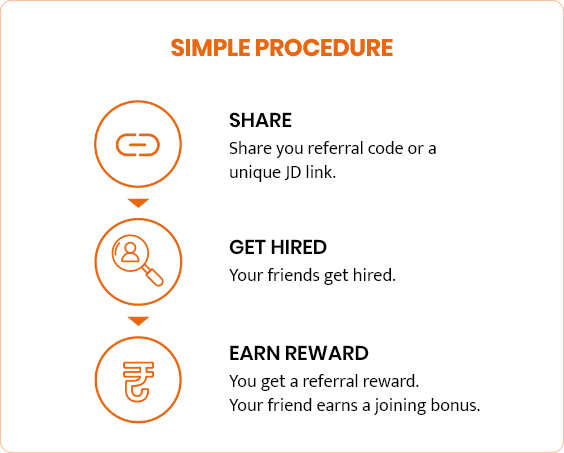 SIMPLE PROCEDURE
SHARE
Share you referral code or a
unique JD link.
GET HIRED
Your friends get hired.
EARN REWARD
You get a referral reward.
Your friend earns a joining bonus.